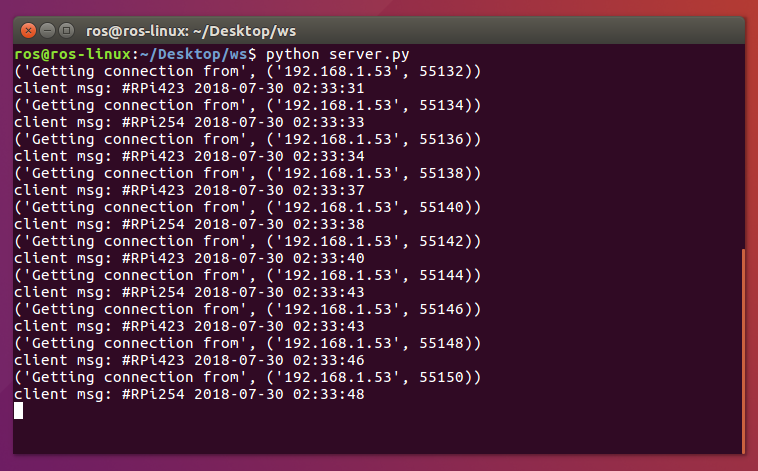 ros@ros-linux: ~/Desktop/ws
ros@ros-linux:~/Desktop/ws$ python server.py
('Getting connection from', ('192.168.1.53', 55132))
client msg: #RPi423 2018-07-30 02:33:31
('Getting connection from', ('192.168.1.53', 55134))
client msg: #RPi254 2018-07-30 02:33:33
('Getting connection from', ('192.168.1.53', 55136))
client msg: #RPi423 2018-07-30 02:33:34
('Getting connection from', ('192.168.1.53', 55138))
client msg: #RPi423 2018-07-30 02:33:37
('Getting connection from', ('192.168.1.53', 55140))
client msg: #RPi254 2018-07-30 02:33:38
('Getting connection from', ('192.168.1.53', 55142))
client msg: #RPi423 2018-07-30 02:33:40
('Getting connection from', ('192.168.1.53', 55144))
client msg: #RPi254 2018-07-30 02:33:43
('Getting connection from', ('192.168.1.53', 55146))
client msg: #RPi423 2018-07-30 02:33:43
('Getting connection from', ('192.168.1.53', 55148))
client msg: #RPi423 2018-07-30 02:33:46
('Getting connection from', ('192.168.1.53', 55150))
client msg: #RPi254 2018-07-30 02:33:48